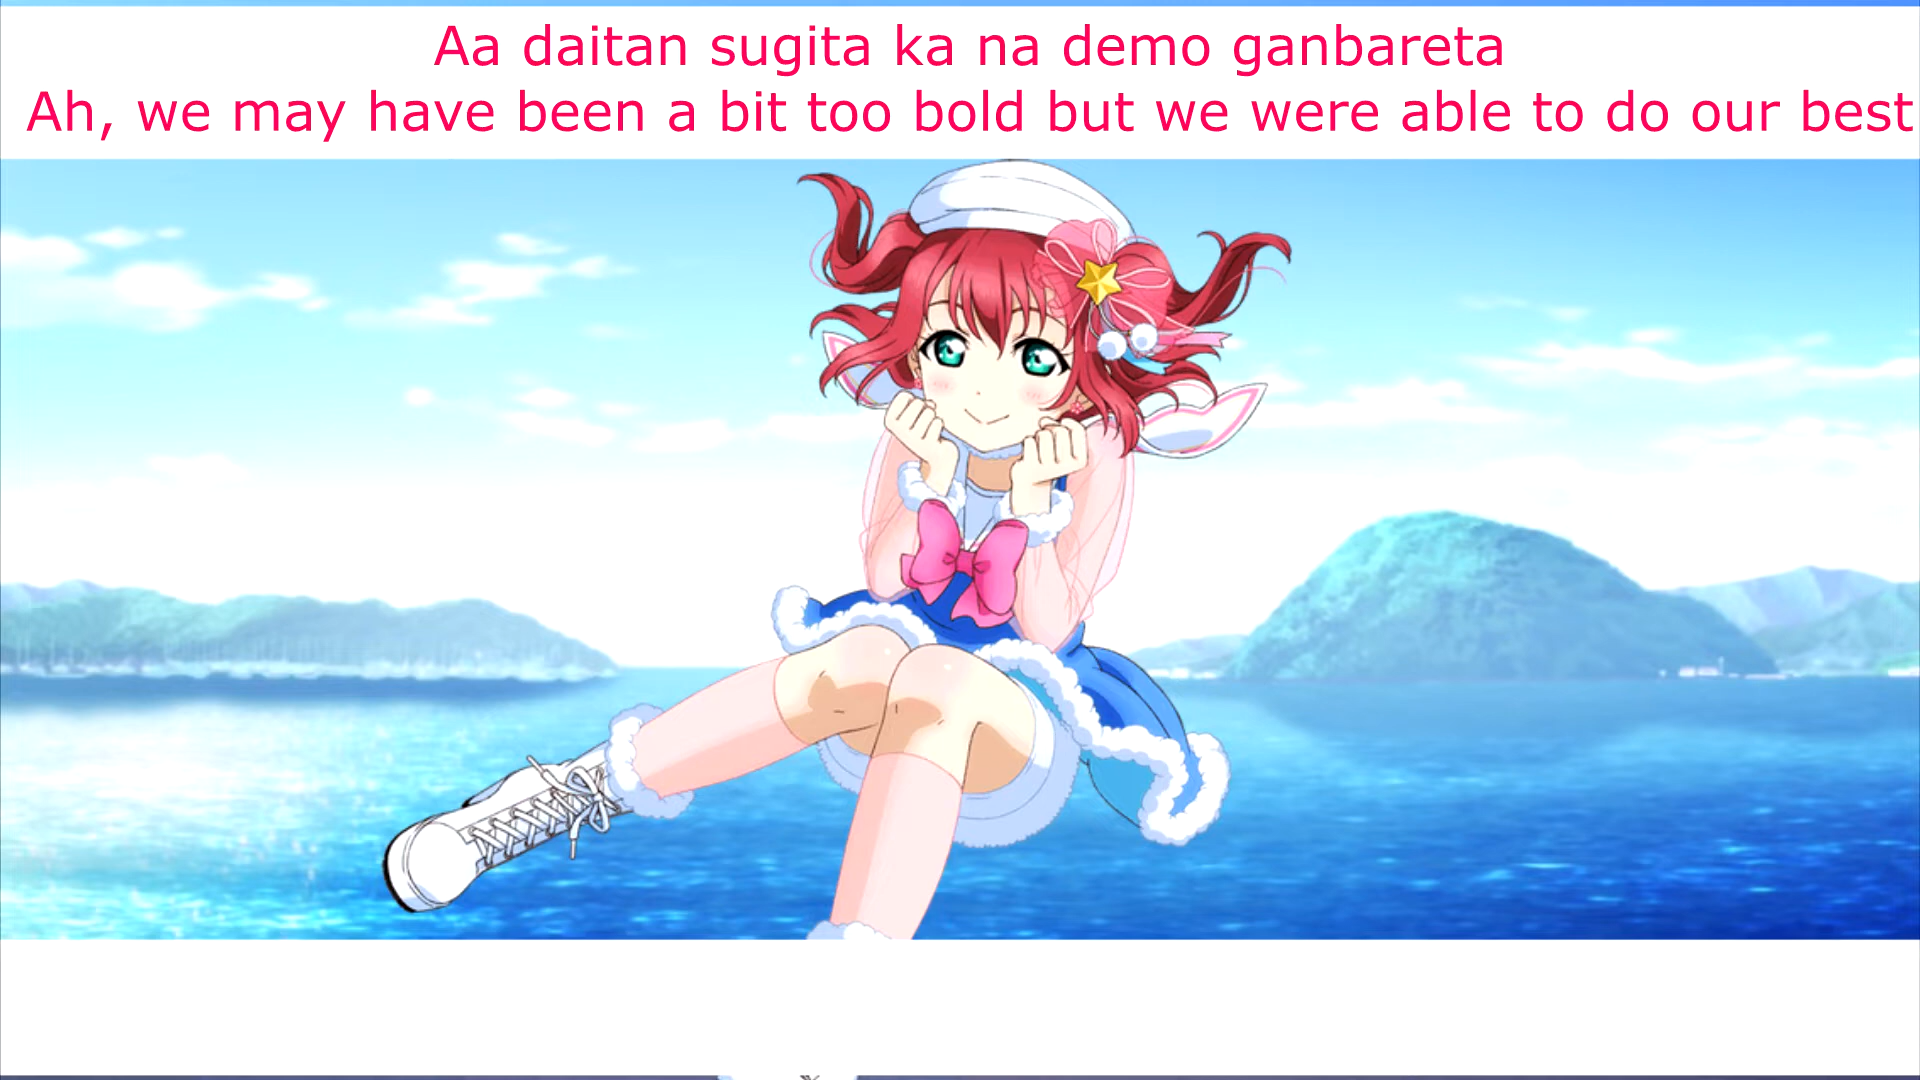 Aa daitan sugita ka na demo ganbareta
Ah, we may have been a bit too bold but we were able to do our best